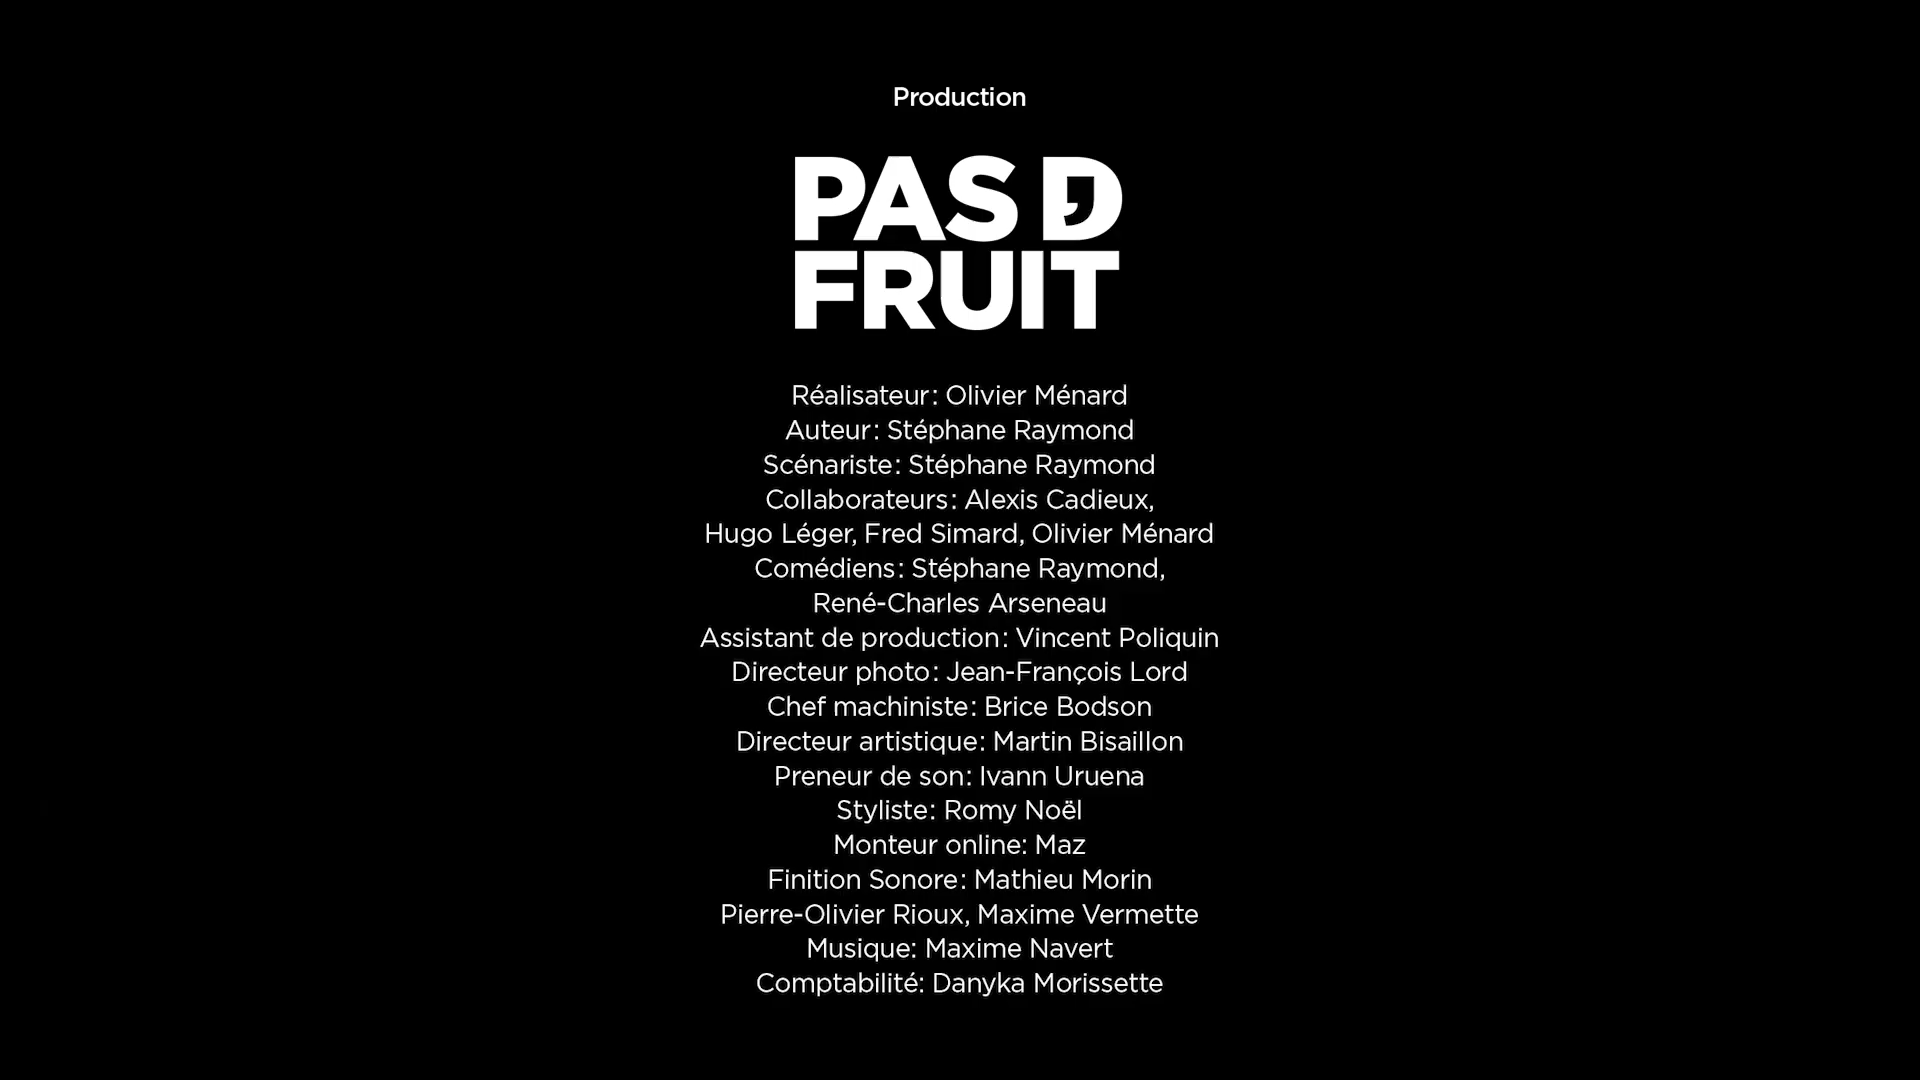 Production
PAS D'
FRUIT
Réalisateur: Olivier Ménard
Auteur: Stéphane Raymond
Scénariste: Stéphane Raymond
Collaborateurs: Alexis Cadieux,
Hugo Léger, Fred Simard, Olivier Ménard
Comédiens: Stéphane Raymond,
René-Charles Arseneau
Assistant de production: Vincent Poliquin
Directeur photo: Jean-François Lord
Chef machiniste: Brice Bodson
Directeur artistique: Martin Bisaillon
Preneur de son: Ivann Uruena
Styliste: Romy Noël
Monteur online: Maz
Finition Sonore: Mathieu Morin
Pierre-Olivier Rioux, Maxime Vermette
Musique: Maxime Navert
Comptabilité: Danyka Morissette